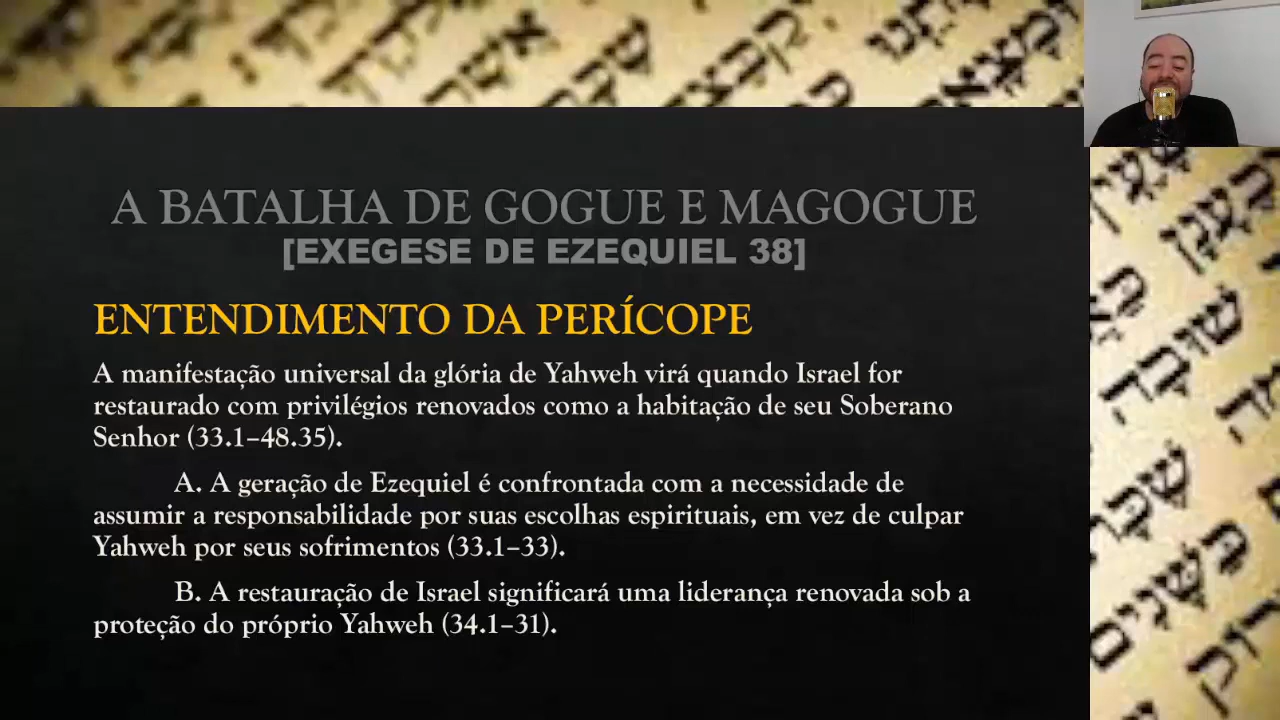 A BATALHA DE GOGUE E MAGOGUE
[EXEGESE DE EZEQUIEL 38]
ENTENDIMENTO DA PERÍCOPE
A manifestação universal da glória de Yahweh virá quando Israel for
restaurado com privilégios renovados como a habitação de seu Soberano
Senhor (33.1–48.35).
A. A geração de Ezequiel é confrontada com a necessidade de
assumir a responsabilidade por suas escolhas espirituais, em vez de culpar
Yahweh por seus sofrimentos (33.1–33).
B. A restauração de Israel significará uma liderança renovada sob a
proteção do próprio Yahweh (34.1–31).